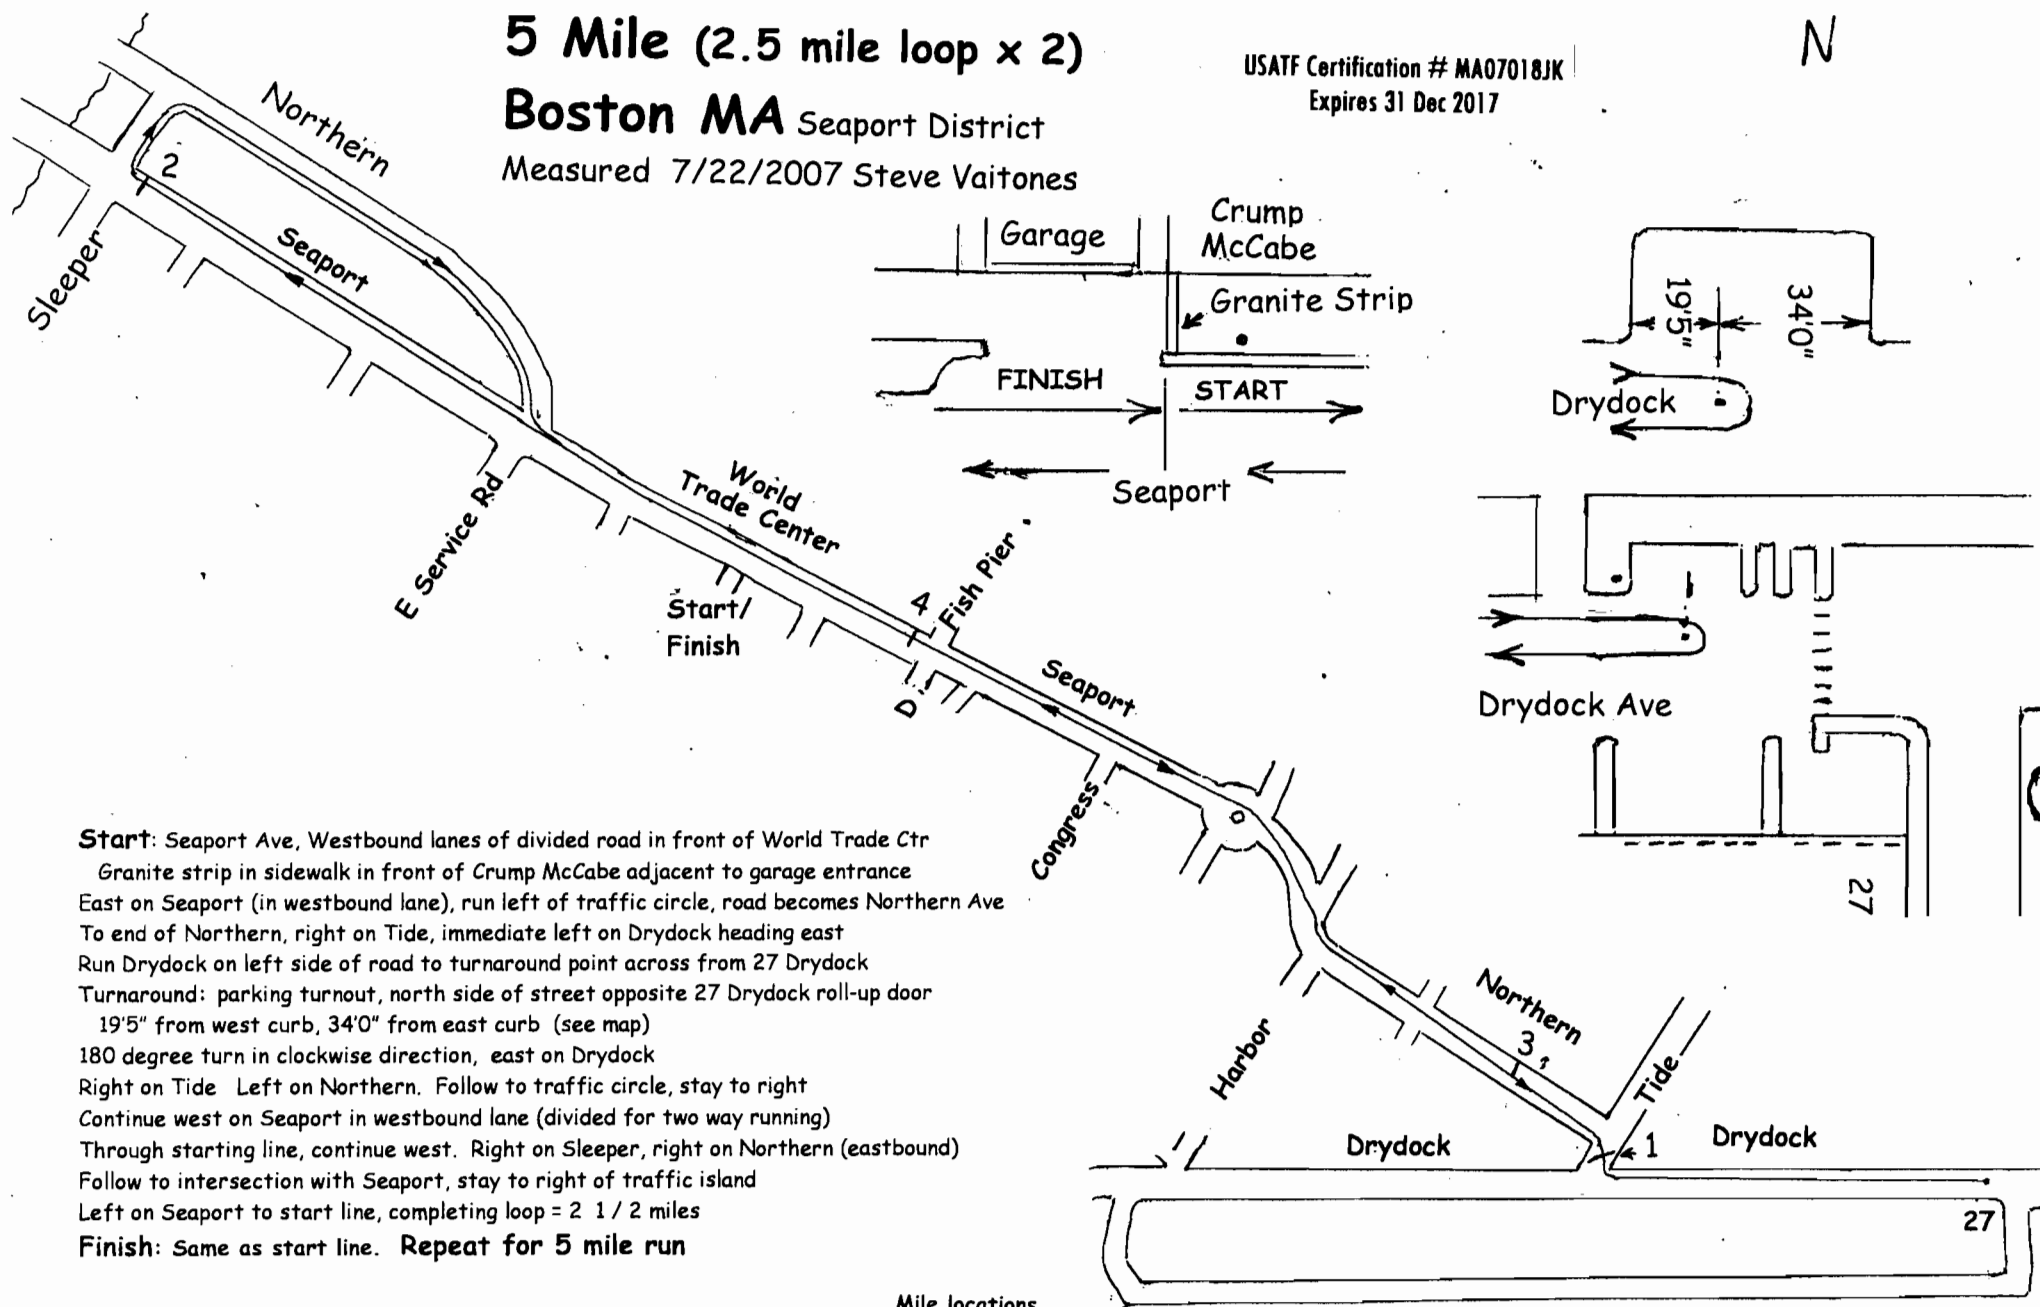 5 Mile (2.5 mile loop x 2)
Boston MA Seaport District
Measured 7/22/2007 Steve Vaitones
USATF Certification # MA07018JK
Expires 31 Dec 2017
N
Northern
2
Seaport
Sleeper
Garage
Crump
McCabe
Granite Strip
FINISH
START
Seaport
19'5"
34'0"
Drydock
World
Trade Center
E Service Rd
Start/
Finish
4
Fish Pier
D
Seaport
Congress
Drydock Ave
27
Start: Seaport Ave, Westbound lanes of divided road in front of World Trade Ctr
Granite strip in sidewalk in front of Crump McCabe adjacent to garage entrance
East on Seaport (in westbound lane), run left of traffic circle, road becomes Northern Ave
To end of Northern, right on Tide, immediate left on Drydock heading east
Run Drydock on left side of road to turnaround point across from 27 Drydock
Turnaround: parking turnout, north side of street opposite 27 Drydock roll-up door
19'5" from west curb, 34'0" from east curb (see map)
180 degree turn in clockwise direction, east on Drydock
Right on Tide Left on Northern. Follow to traffic circle, stay to right
Continue west on Seaport in westbound lane (divided for two way running)
Through starting line, continue west. Right on Sleeper, right on Northern (eastbound)
Follow to intersection with Seaport, stay to right of traffic island
Left on Seaport to start line, completing loop = 2 1/2 miles
Finish: Same as start line. Repeat for 5 mile run
Northern
3
Harbor
Tide
Drydock
1
Drydock
27
Mile locations